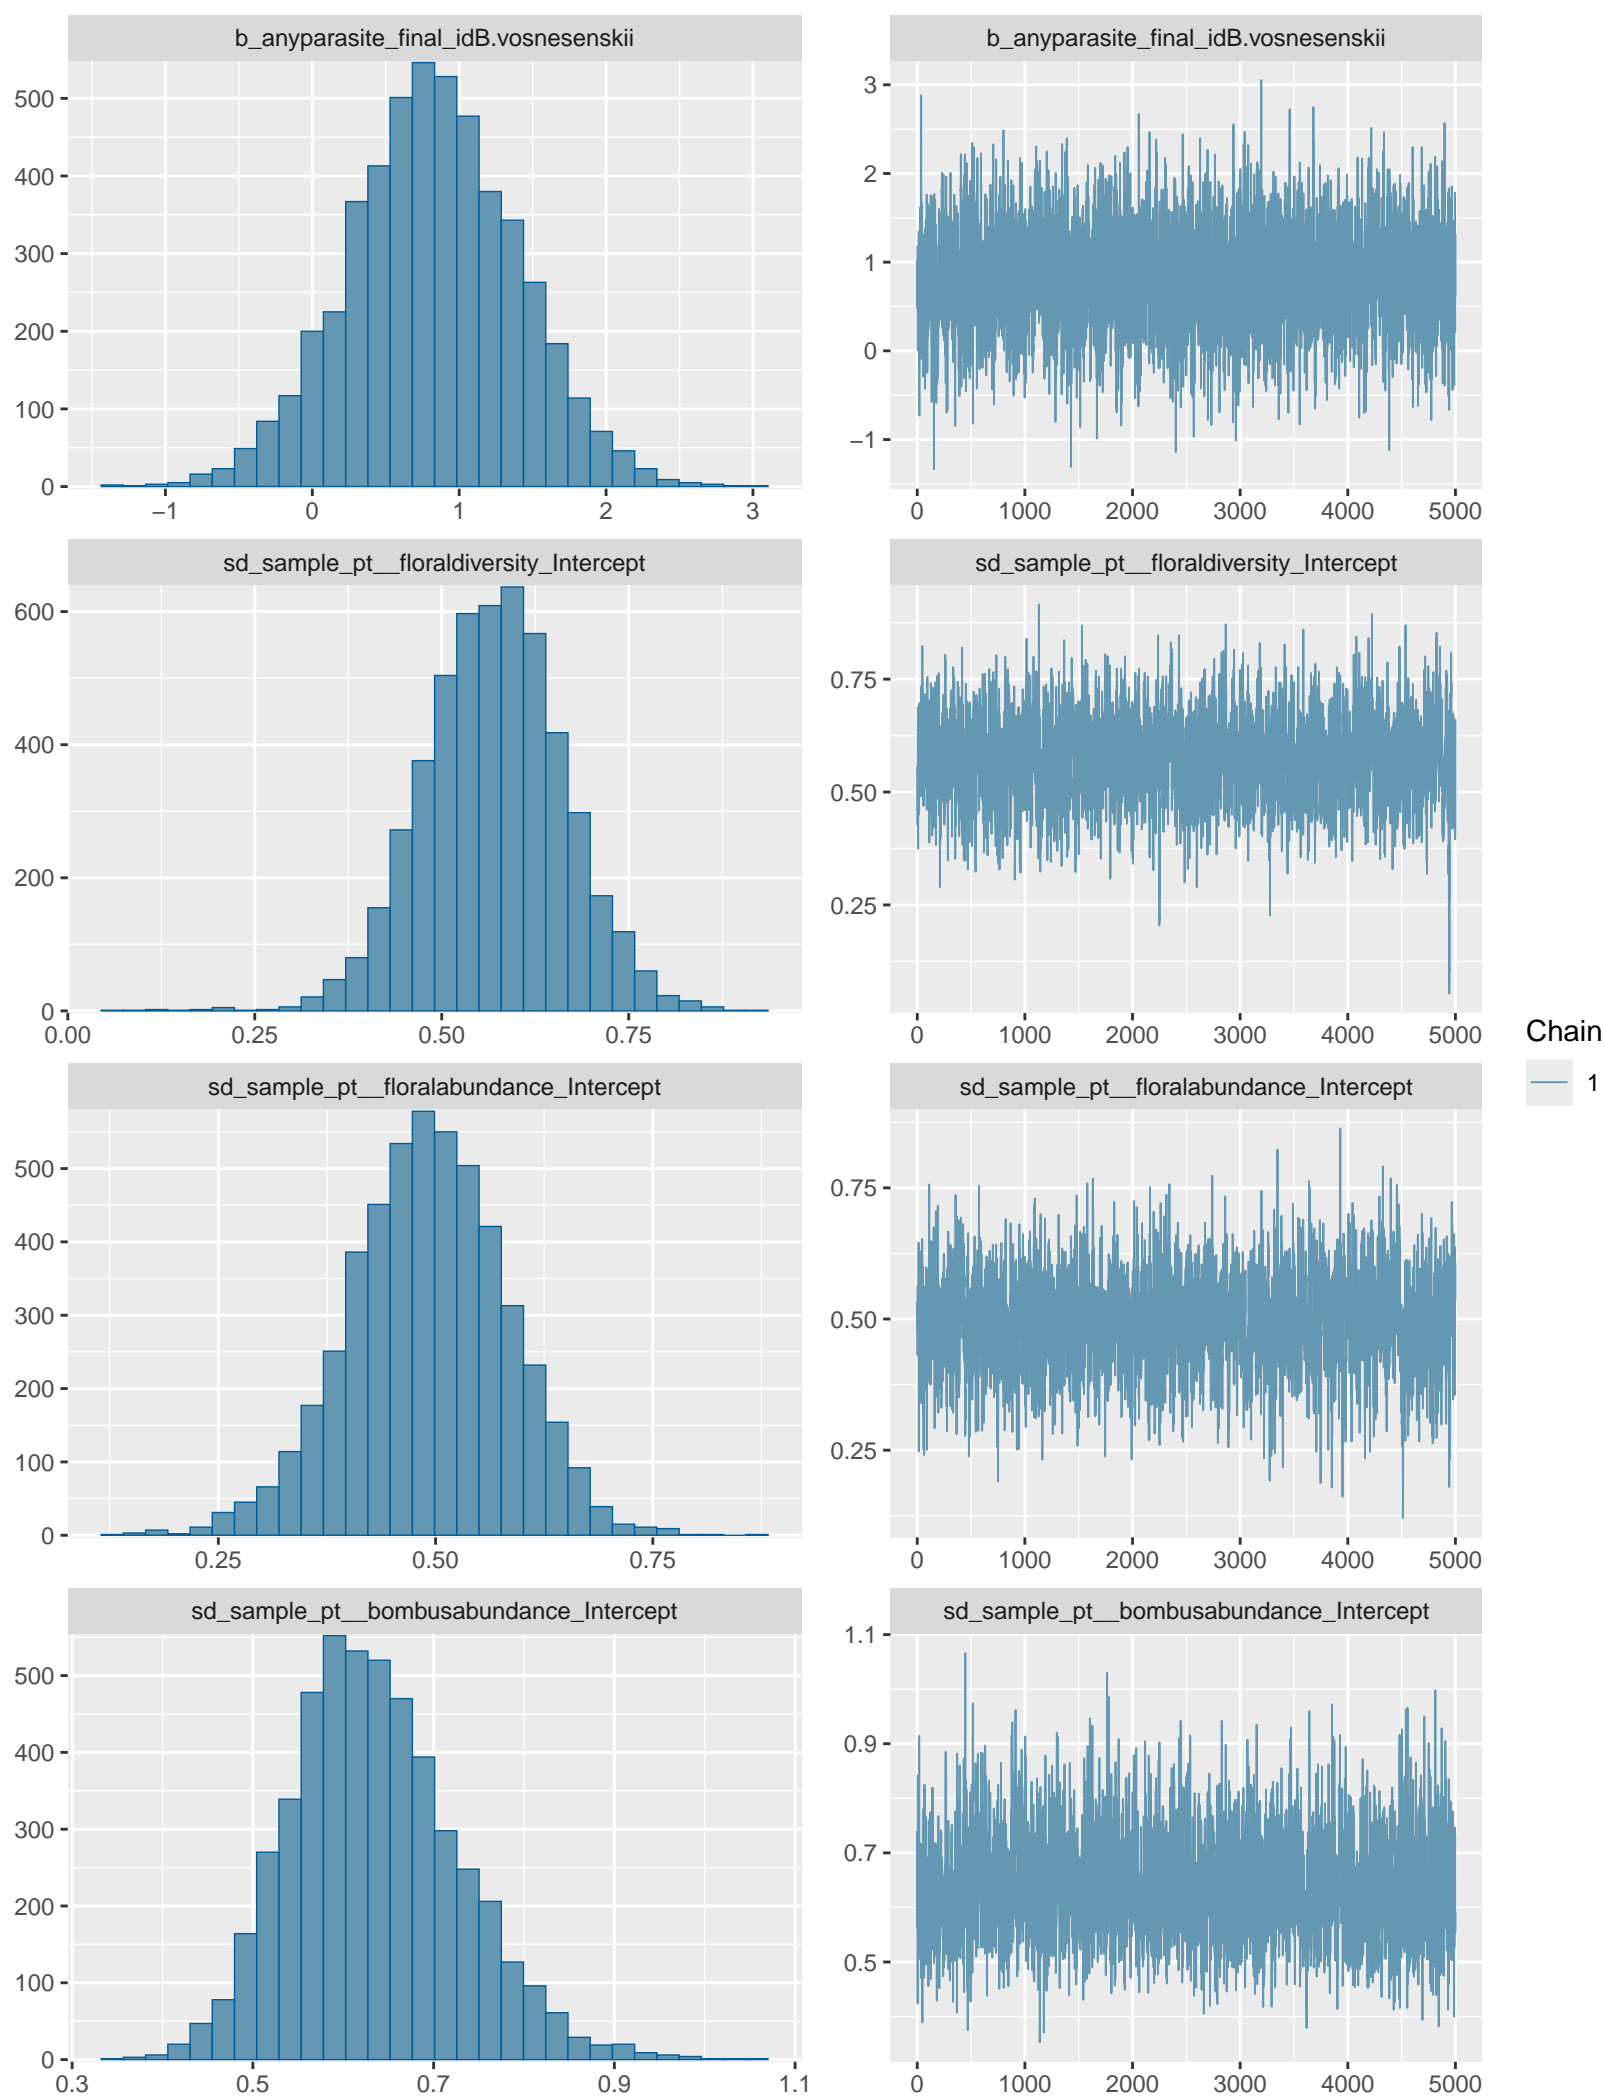 b_anyparasite_final_idB.vosnesenskii
500
400
300
200
100
0
−1 0 1 2 3
b_anyparasite_final_idB.vosnesenskii
3
2
1
0
−1
0 1000 2000 3000 4000 5000
sd_sample_pt__floraldiversity_Intercept
600
400
200
0
0.00 0.25 0.50 0.75
sd_sample_pt__floraldiversity_Intercept
0.75
0.50
0.25
0 1000 2000 3000 4000 5000
sd_sample_pt__floralabundance_Intercept
500
400
300
200
100
0
0.25 0.50 0.75
sd_sample_pt__floralabundance_Intercept
0.75
0.50
0.25
0 1000 2000 3000 4000 5000
sd_sample_pt__bombusabundance_Intercept
500
400
300
200
100
0
0.3 0.5 0.7 0.9 1.1
sd_sample_pt__bombusabundance_Intercept
1.1
0.9
0.7
0.5
0 1000 2000 3000 4000 5000
Chain
1